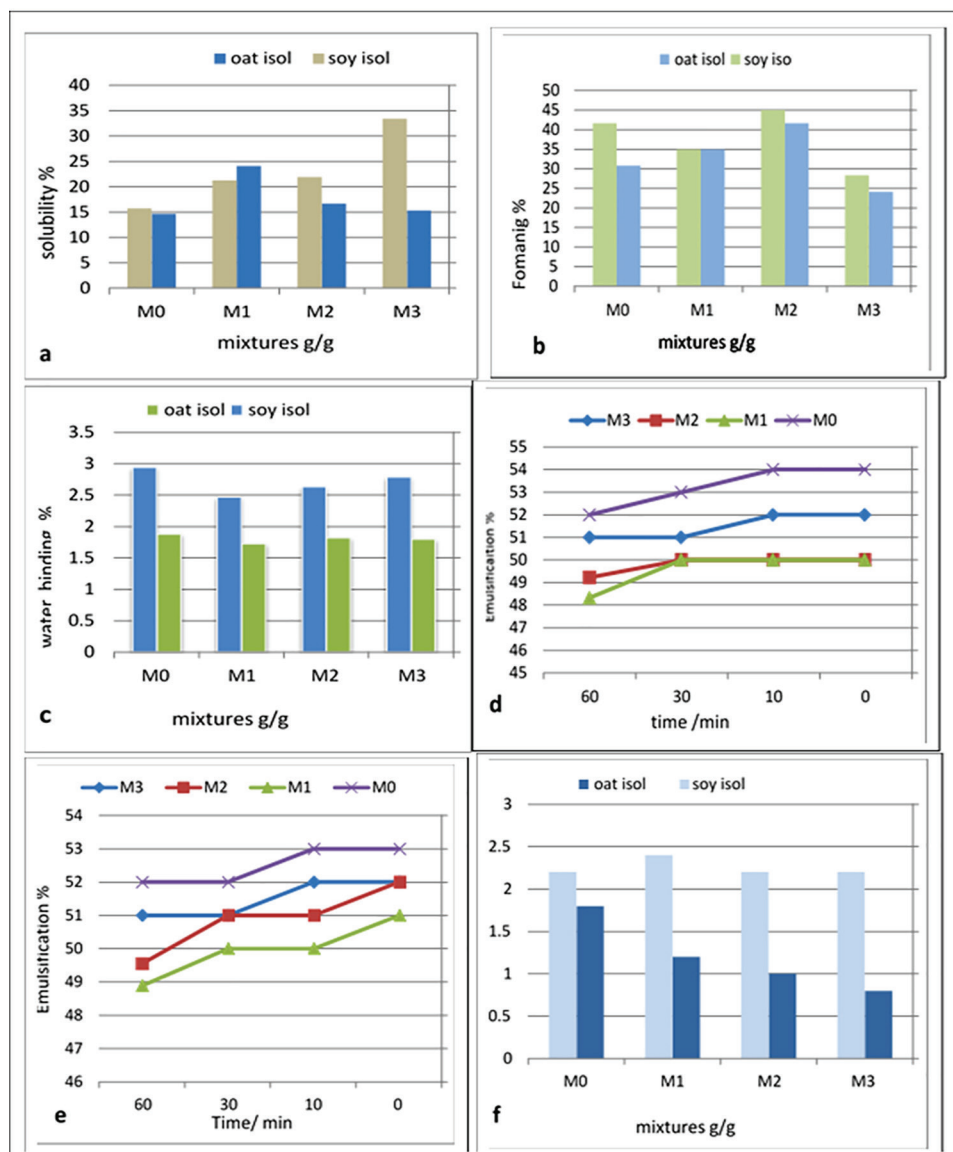 oat isol soy isol
40
35
30
25
20
15
10
5
0
solubility %
M0 M1 M2 M3
mixtures g/g
a
oat isol soy iso
50
45
40
35
30
25
20
15
10
5
0
Fomanig %
M0 M1 M2 M3
mixtures g/g
b
oat isol soy isol
3.5
3
2.5
2
1.5
1
0.5
0
water hinding %
M0 M1 M2 M3
mixtures g/g
c
M3 M2 M1 M0
55
54
53
52
51
50
49
48
47
46
45
Emulsificaition %
60 30 10 0
time /min
d
M3 M2 M1 M0
54
53
52
51
50
49
48
47
46
Emulsification %
60 30 10 0
Time/ min
e
oat isol soy isol
3
2.5
2
1.5
1
0.5
0
M0 M1 M2 M3
mixtures g/g
f